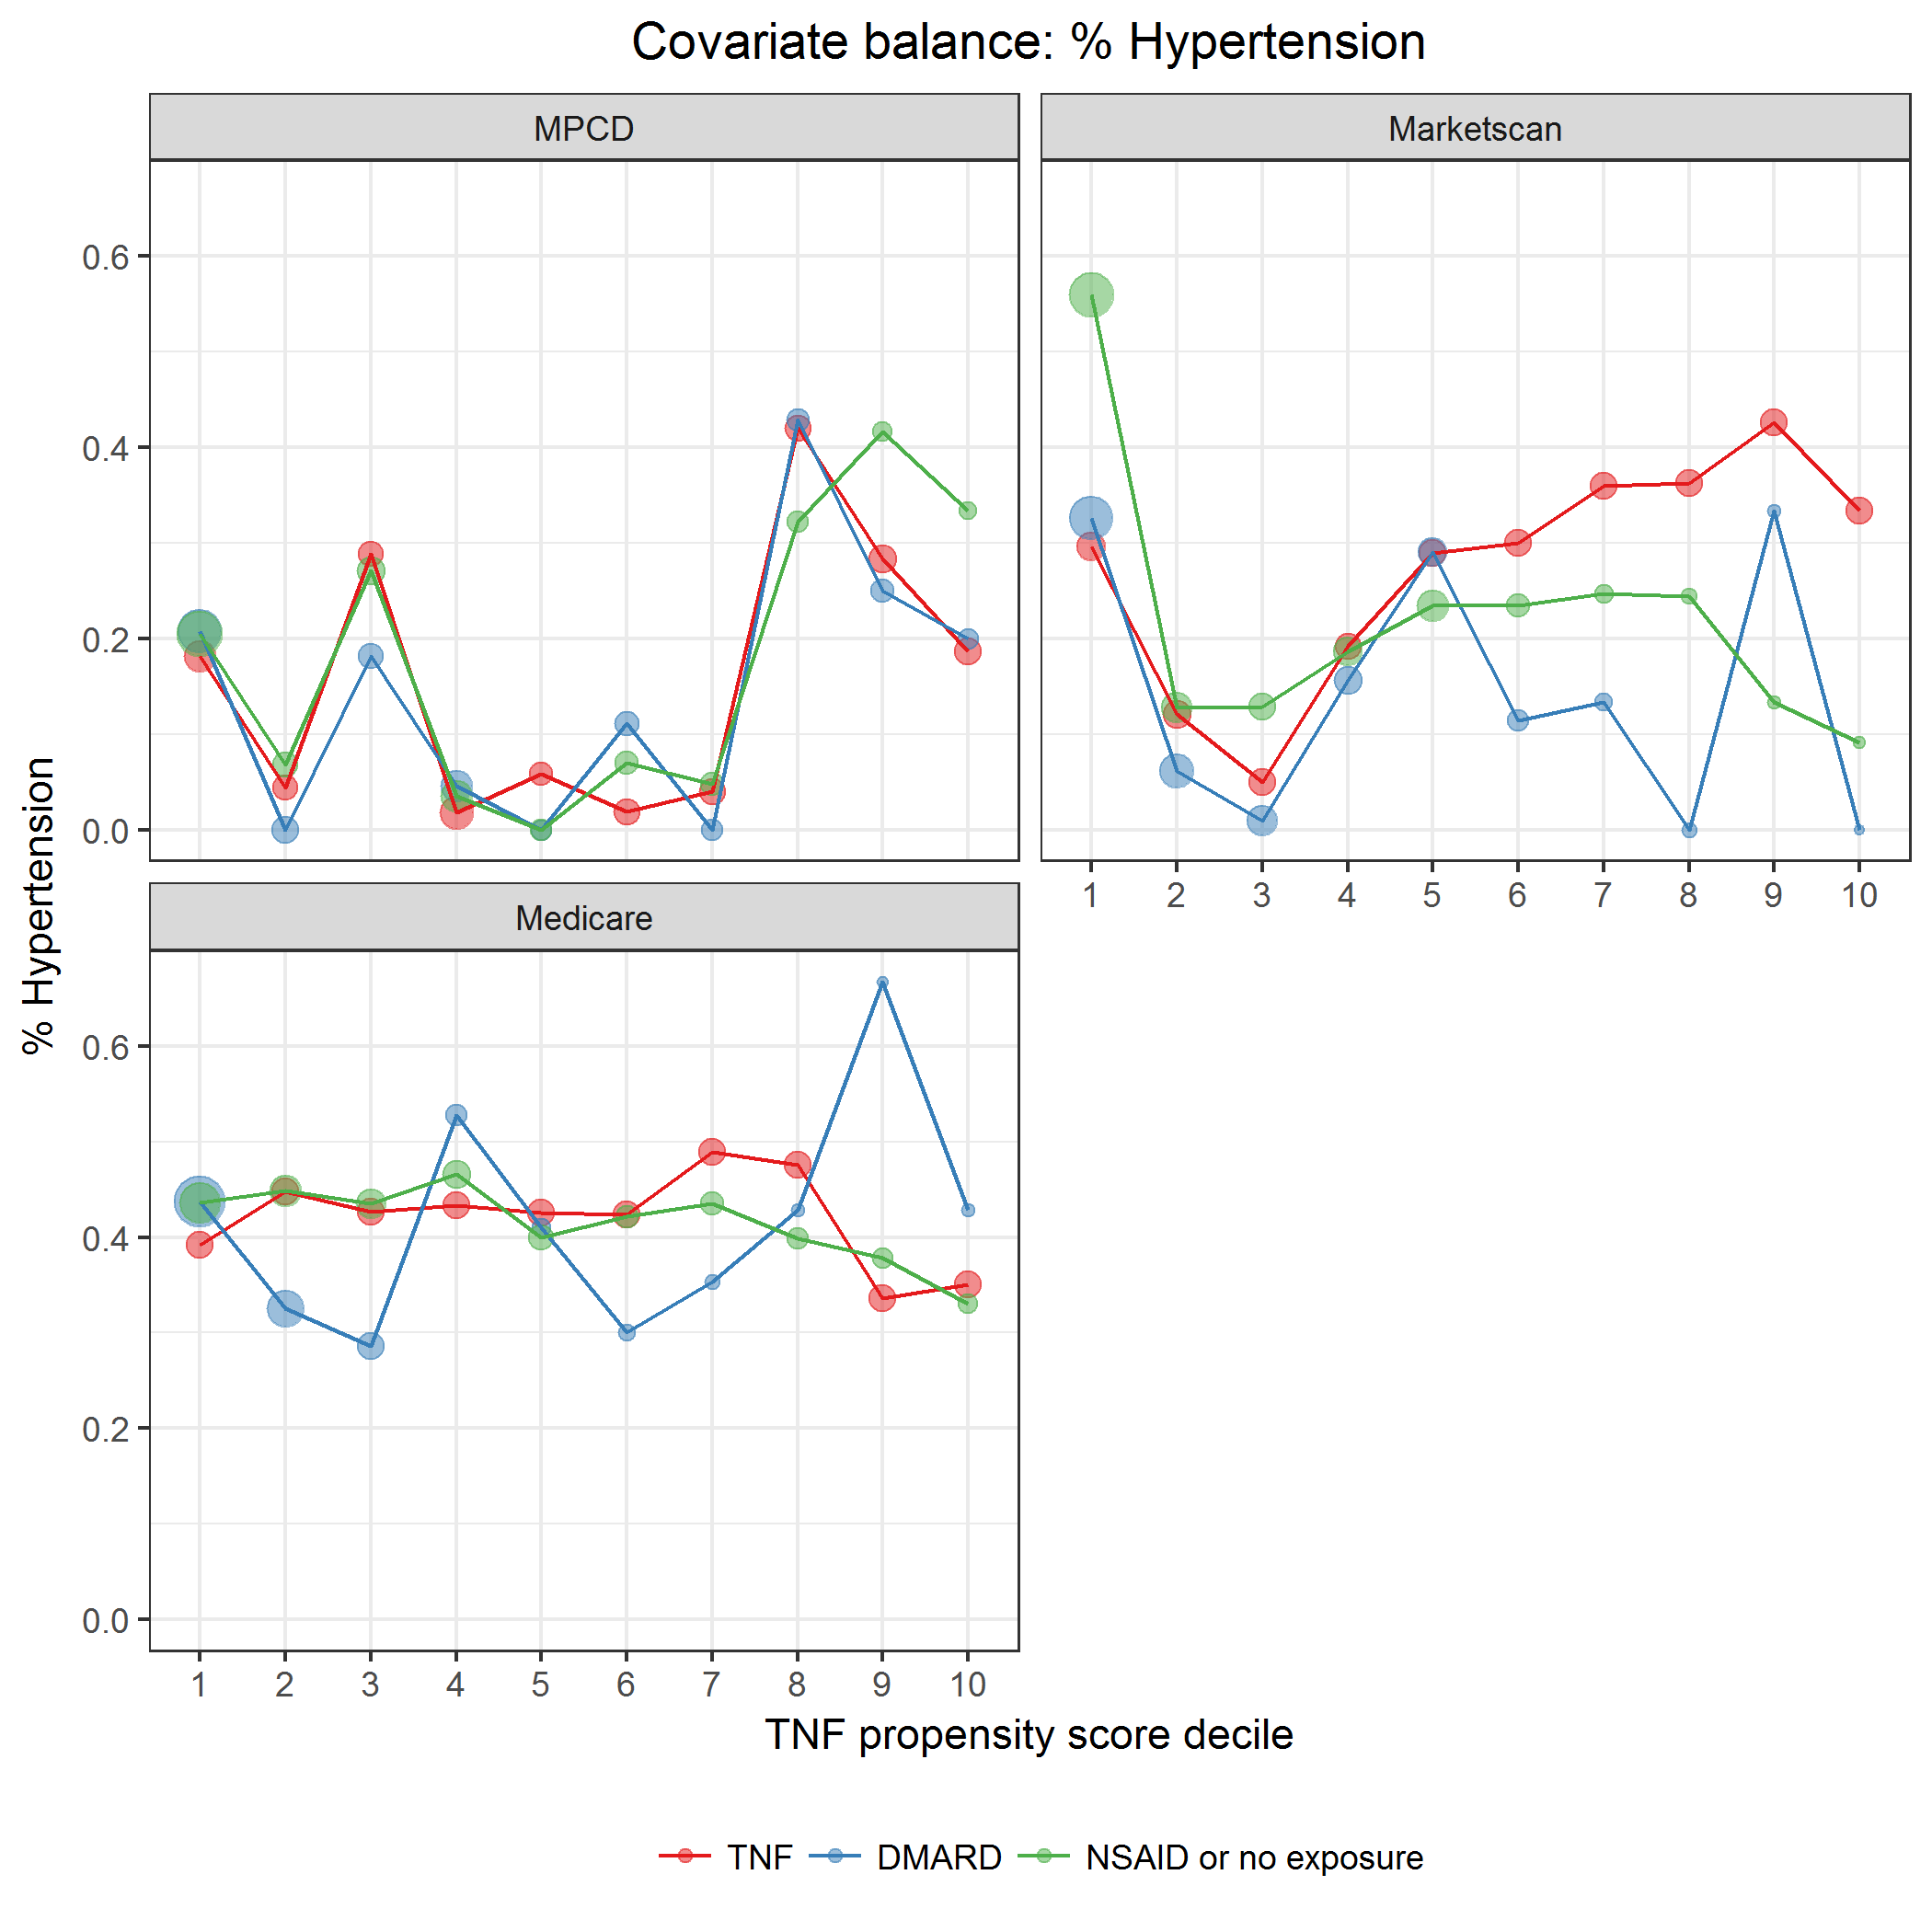 Covariate balance: % Hypertension
MPCD
Marketscan
0.6
0.4
0.2
0.0
1 2 3 4 5 6 7 8 9 10
% Hypertension
Medicare
0.6
0.4
0.2
0.0
1 2 3 4 5 6 7 8 9 10
TNF propensity score decile
TNF DMARD NSAID or no exposure